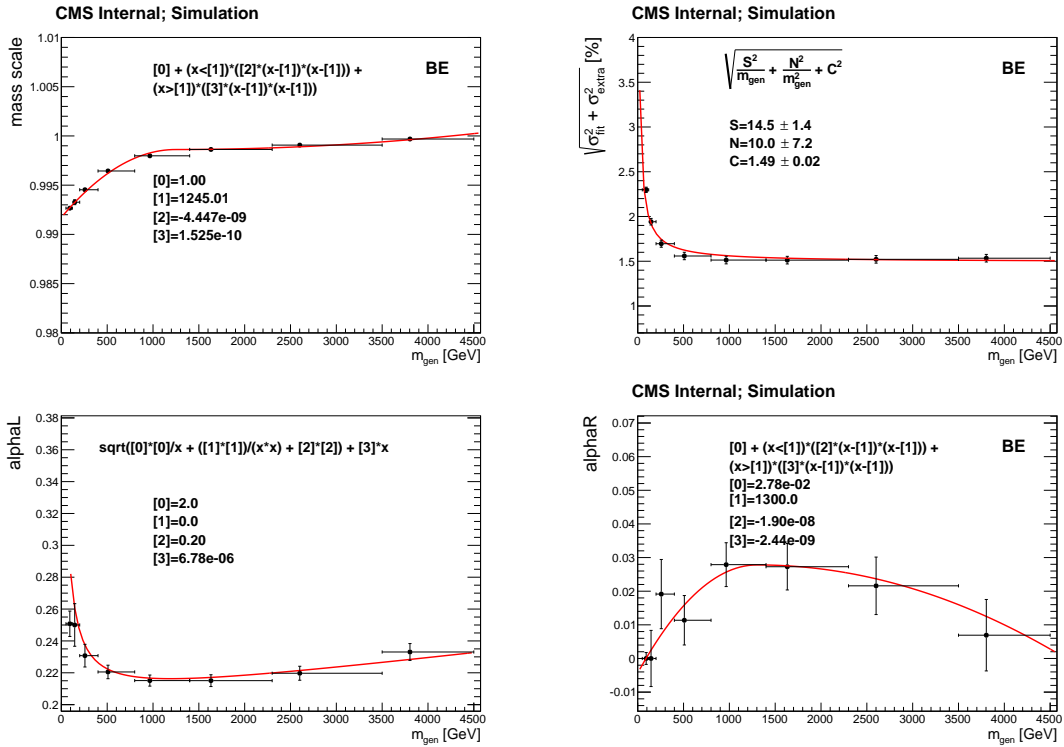 CMS Internal; Simulation
mass scale
1.01
1.005
1
0.995
0.99
0.985
0.98
[0] + (x<[1])*([2]*(x-[1])*(x-[1])) +
(x>[1])*([3]*(x-[1])*(x-[1]))
BE
[0]=1.00
[1]=1245.01
[2]=-4.447e-09
[3]=1.525e-10
0 500 1000 1500 2000 2500 3000 3500 4000 4500
m_gen [GeV]
CMS Internal; Simulation
√σ²_fit + σ²_extra [%]
4
3.5
3
2.5
2
1.5
1
√S²/m_gen + N²/m²_gen + C²
BE
S=14.5 ± 1.4
N=10.0 ± 7.2
C=1.49 ± 0.02
0 500 1000 1500 2000 2500 3000 3500 4000 4500
m_gen [GeV]
alphaL
0.38
0.36
0.34
0.32
0.3
0.28
0.26
0.24
0.22
0.2
sqrt([0]*[0]/x + ([1]*[1])/(x*x) + [2]*[2]) + [3]*x
[0]=2.0
[1]=0.0
[2]=0.20
[3]=6.78e-06
0 500 1000 1500 2000 2500 3000 3500 4000 4500
m_gen [GeV]
CMS Internal; Simulation
alphaR
0.07
0.06
0.05
0.04
0.03
0.02
0.01
0
-0.01
[0] + (x<[1])*([2]*(x-[1])*(x-[1])) +
(x>[1])*([3]*(x-[1])*(x-[1]))
BE
[0]=2.78e-02
[1]=1300.0
[2]=-1.90e-08
[3]=-2.44e-09
0 500 1000 1500 2000 2500 3000 3500 4000 4500
m_gen [GeV]